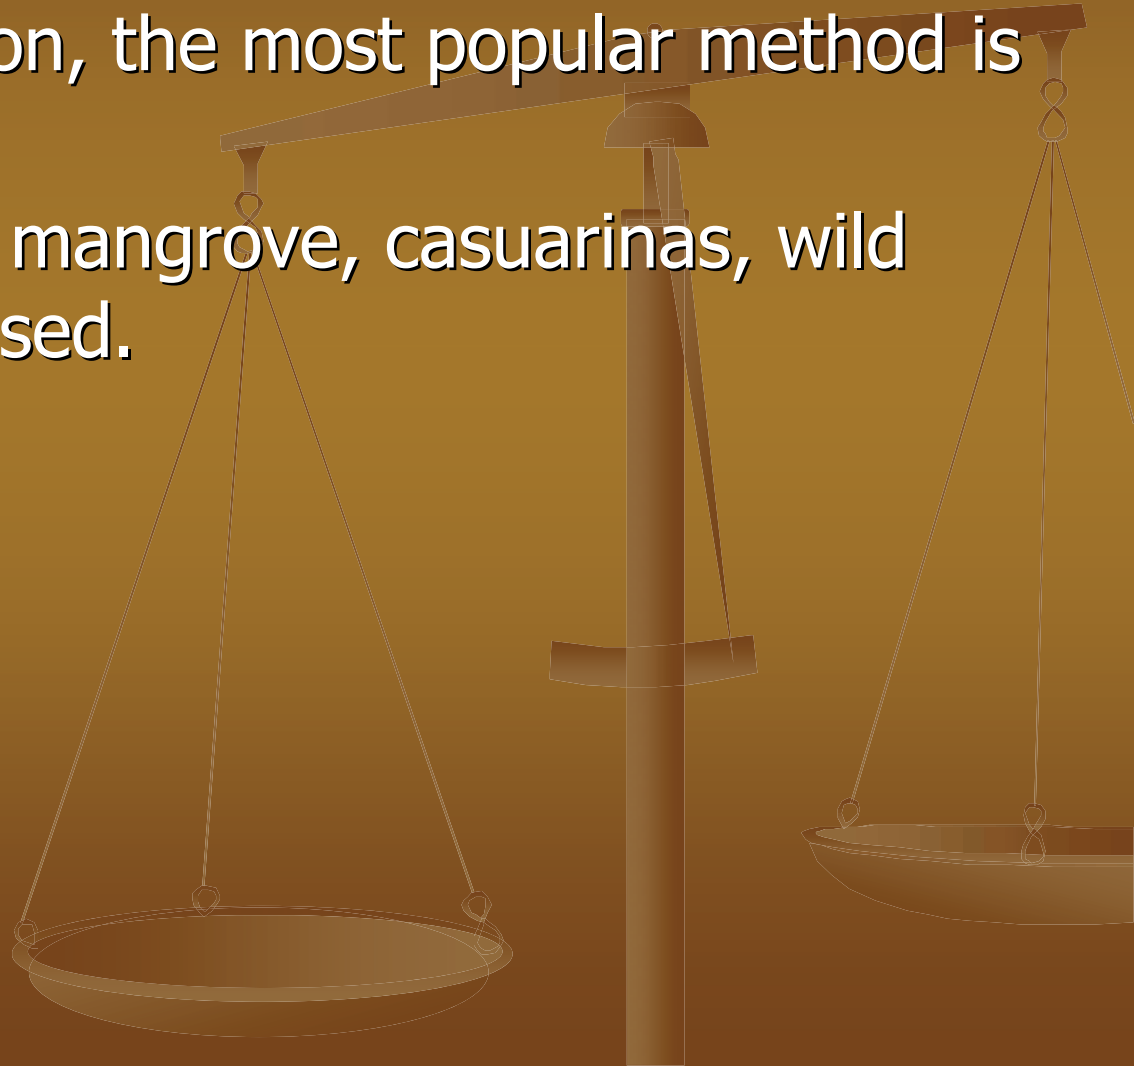 on, the most popular method is
mangrove, casuarinas, wild
sed.